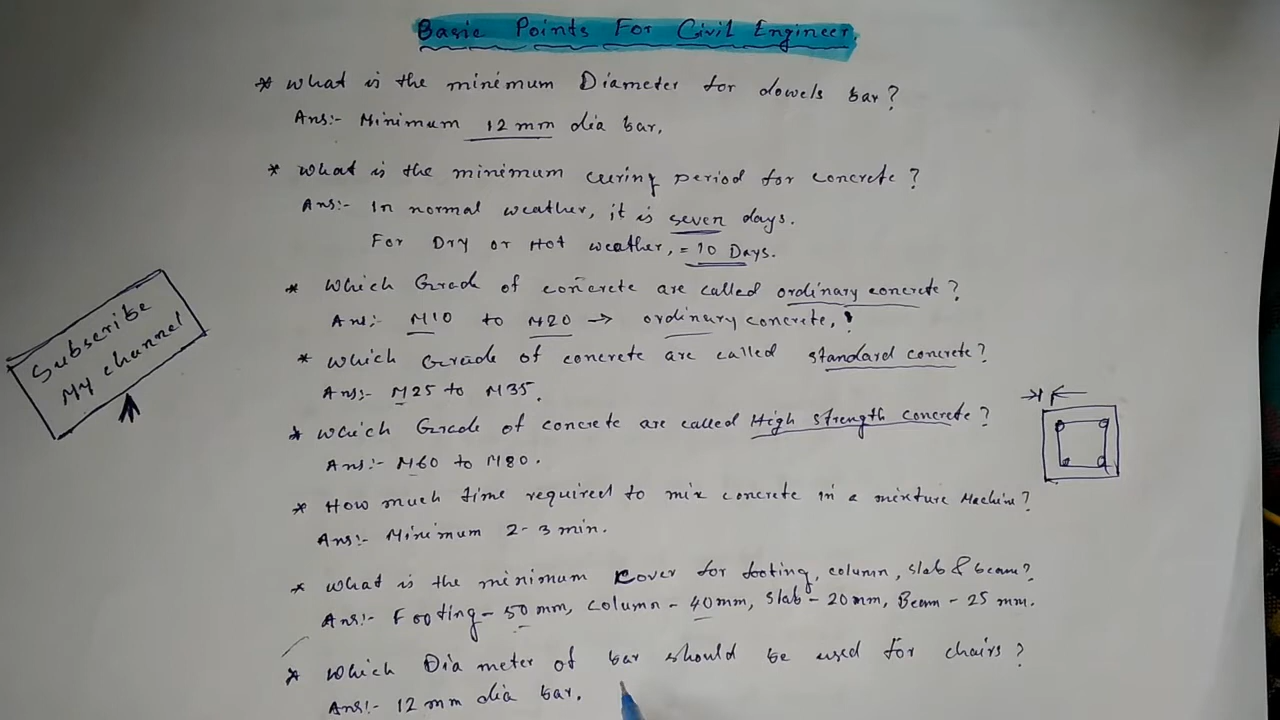 Basic Points For Civil Engineer.
* What is the minimum Diameter for dowels bar?
Ans:- Minimum 12 mm dia bar.
* What is the minimum curing period for concrete?
Ans:- In normal weather, it is seven days.
For Dry or Hot weather, = 10 Days.
* Which Grade of concrete are called ordinary concrete?
Ans:- M10 to M20 → ordinary concrete,
* Which Grade of concrete are called standard concrete?
Ans:- M25 to M35.
* Which Grade of concrete are called High strength concrete?
Ans:- M60 to M80.
* How much time required to mix concrete in a mixture Machine?
Ans:- Minimum 2-3 min.
* What is the minimum cover for footing, column, slab & beam?
Ans:- Footing - 50 mm, column - 40 mm, Slab - 20 mm, Beam - 25 mm.
* Which Dia meter of bar should be used for chairs?
Ans:- 12 mm dia bar.
Subscribe
My channel